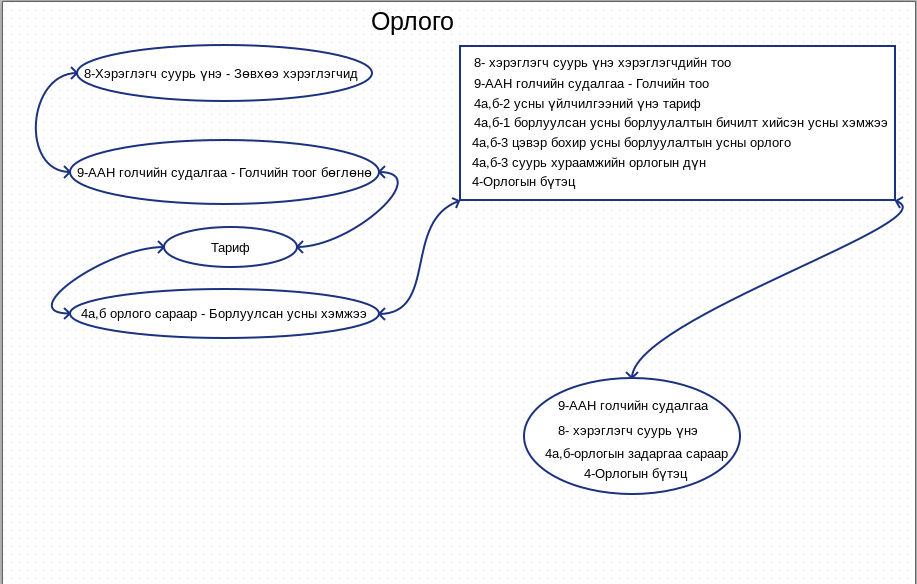 Орлого
8-Хэрэглэгч суурь үнэ - Зөвхөэ хэрэглэгчид
9-ААН голчийн судалгаа - Голчийн тоог бөглөнө
Тариф
4а,б орлого сараар - Борлуулсан усны хэмжээ
8- хэрэглэгч суурь үнэ хэрэглэгчдийн тоо
9-ААН голчийн судалгаа - Голчийн тоо
4а,б-2 усны үйлчилгээний үнэ тариф
4а,б-1 борлуулсан усны борлуулалтын бичилт хийсэн усны хэмжээ
4а,б-3 цэвэр бохир усны борлуулалтын усны орлого
4а,б-3 суурь хураамжийн орлогын дүн
4-Орлогын бүтэц
9-ААН голчийн судалгаа
8- хэрэглэгч суурь үнэ
4а,б-орлогын задаргаа сараар
4-Орлогын бүтэц